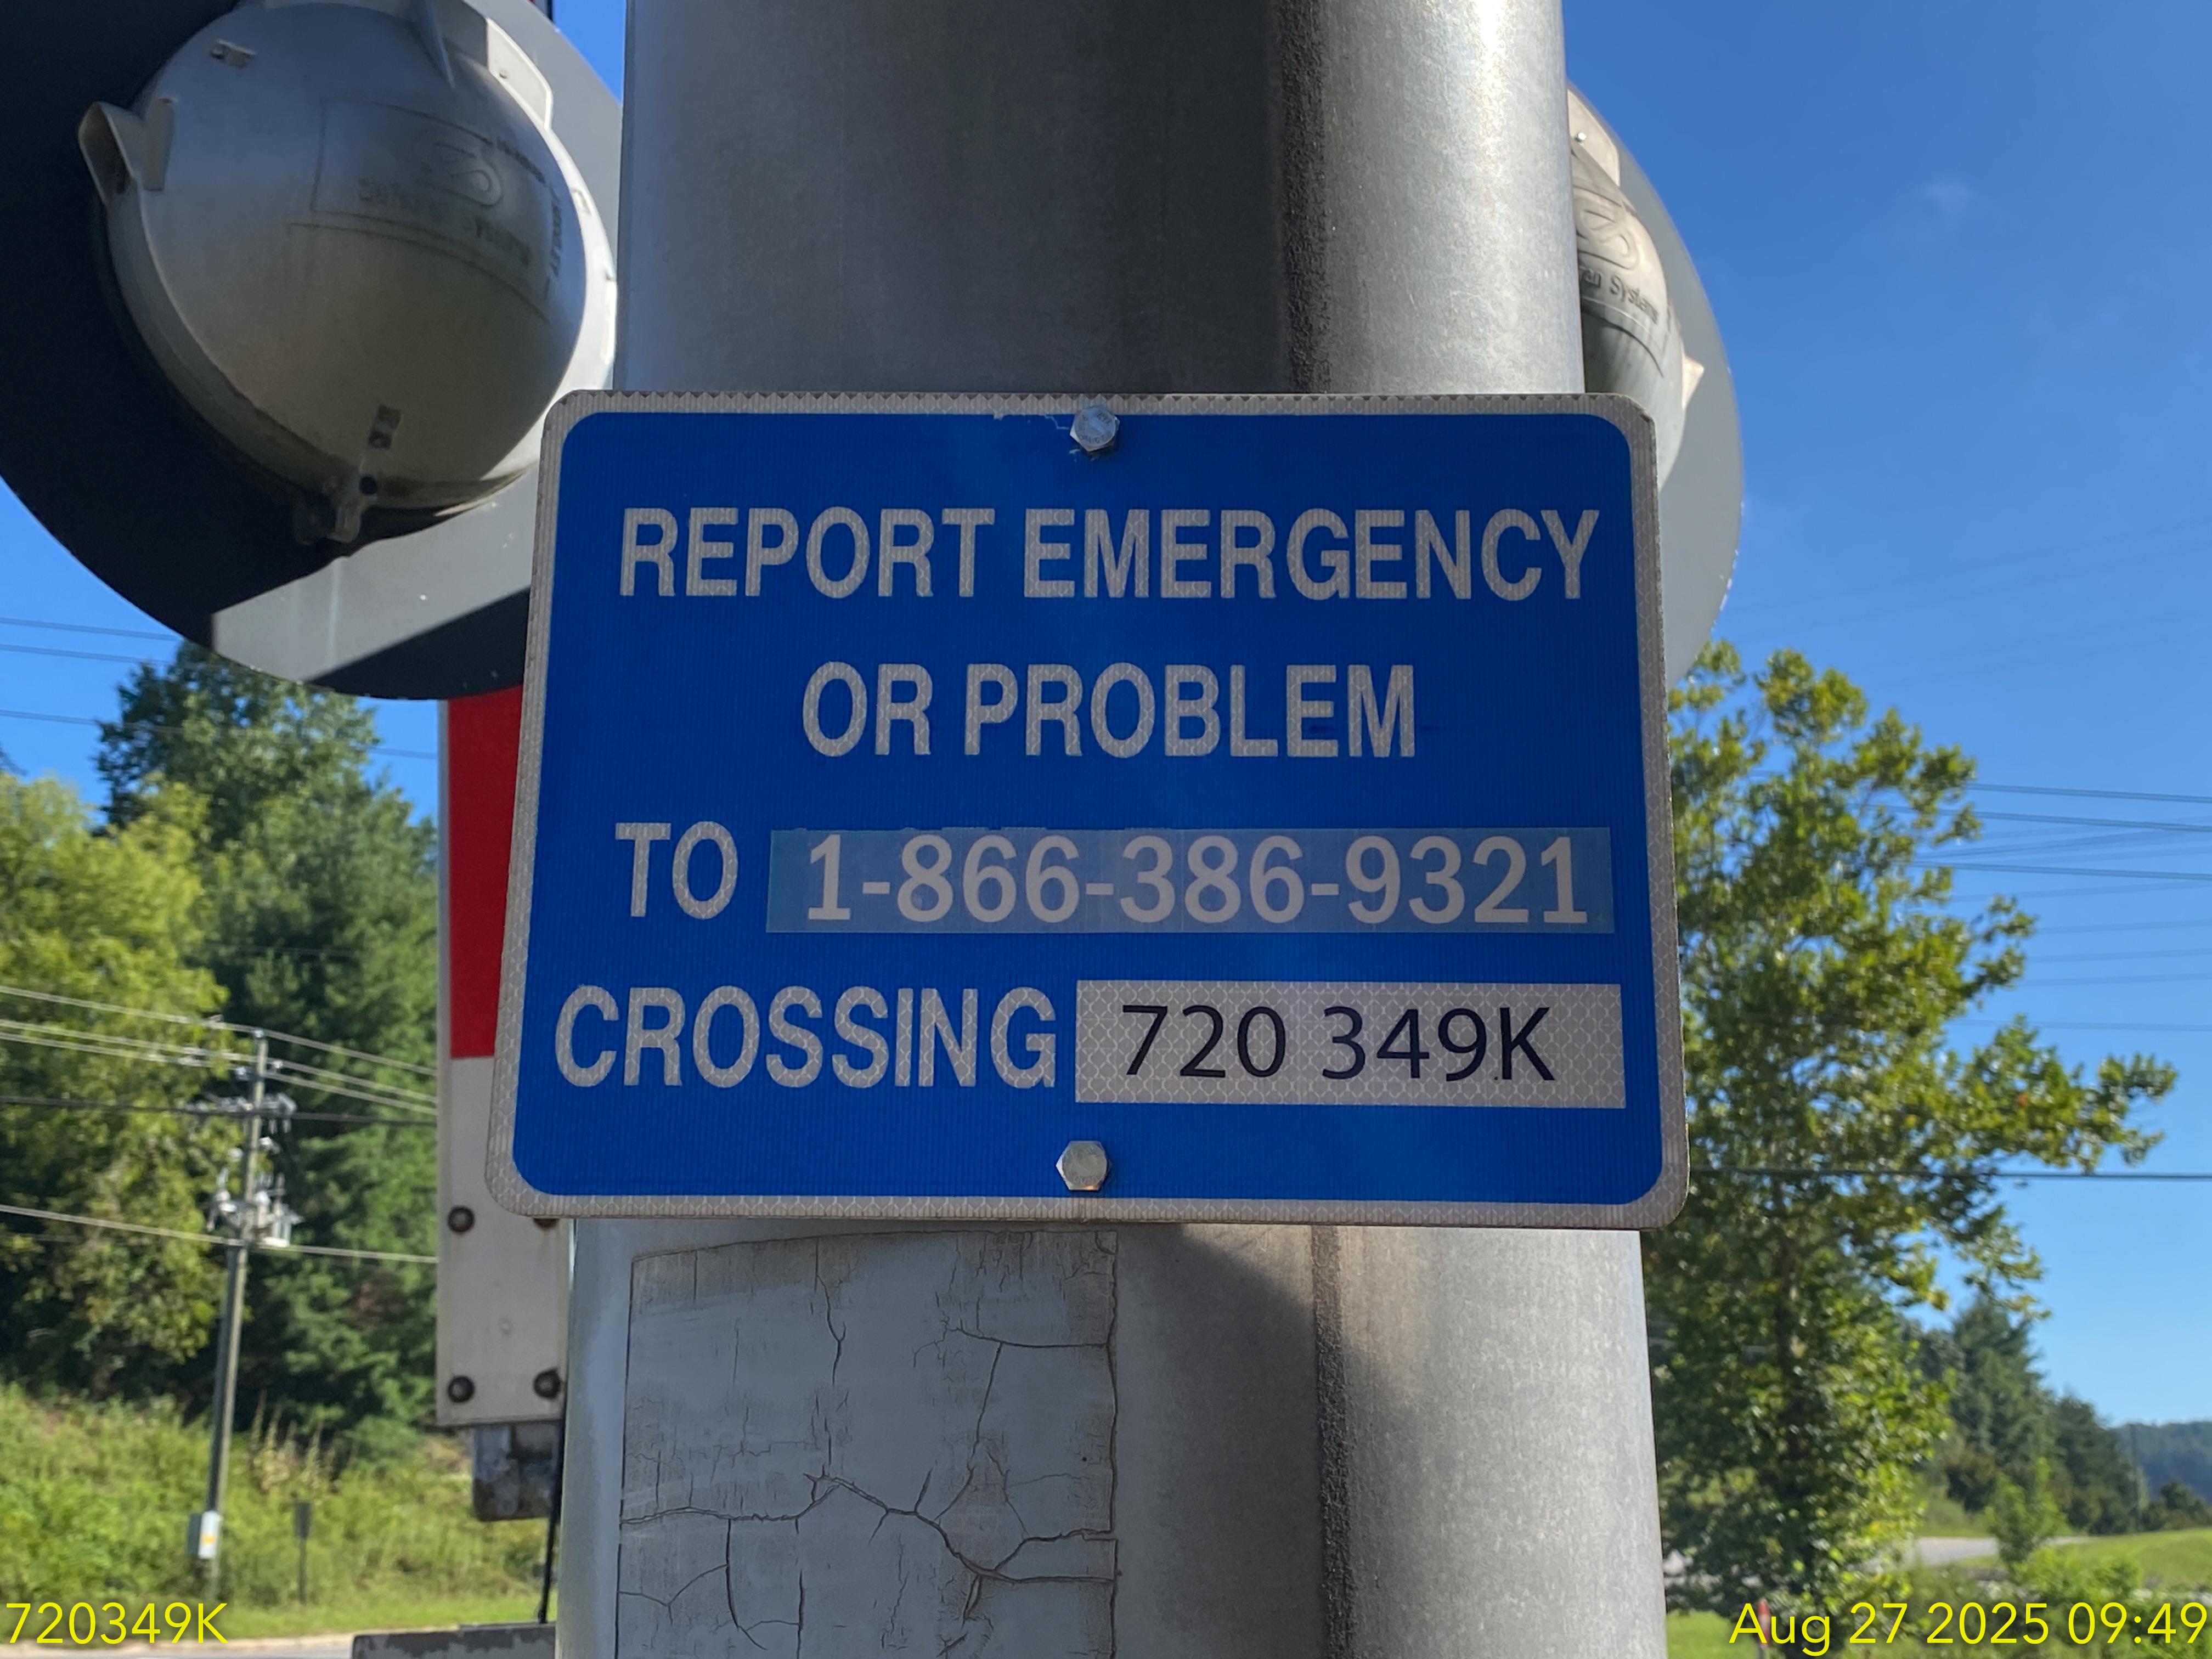 REPORT EMERGENCY
OR PROBLEM
TO 1-866-386-9321
CROSSING 720 349K
720349K
Aug 27 2025 09:49